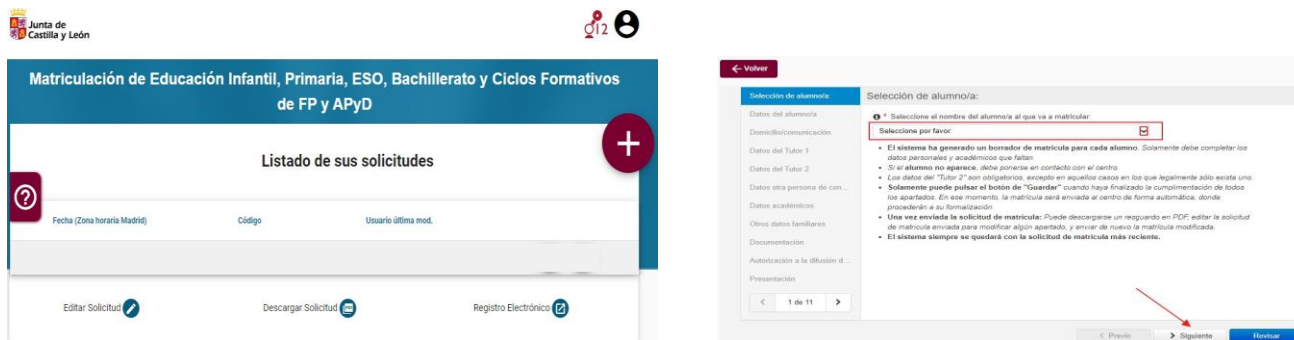 Junta de
Castilla y León
012
Matriculación de Educación Infantil, Primaria, ESO, Bachillerato y Ciclos Formativos
de FP y APyD
+
Listado de sus solicitudes
?
Fecha (Zona horaria Madrid) Código Usuario última mod.
Editar Solicitud Descargar Solicitud Registro Electrónico
← Volver
Selección de alumno/a:
Datos del alumno/a
Domicilio/comunicación
Datos del Tutor 1
Datos del Tutor 2
Datos otra persona de con...
Datos académicos
Otros datos familiares
Documentación
Autorización a la difusión d...
Presentación
< 1 de 11 >
Selección de alumno/a:
* Seleccione el nombre del alumno/a al que va a matricular:
Seleccione por favor
• El sistema ha generado un borrador de matrícula para cada alumno. Solamente debe completar los
datos personales y académicos que faltan.
• Si el alumno no aparece, debe ponerse en contacto con el centro
• Los datos del "Tutor 2" son obligatorios, excepto en aquellos casos en los que legalmente sólo exista uno.
• Solamente puede pulsar el botón de "Guardar" cuando haya finalizado la cumplimentación de todos
los apartados. En ese momento, la matrícula será enviada al centro de forma automática, donde
procederán a su formalización.
• Una vez enviada la solicitud de matrícula: Puede descargarse un resguardo en PDF, editar la solicitud
de matrícula enviada para modificar algún apartado, y enviar de nuevo la matrícula modificada.
• El sistema siempre se quedará con la solicitud de matrícula más reciente.
< Previo > Siguiente Revisar